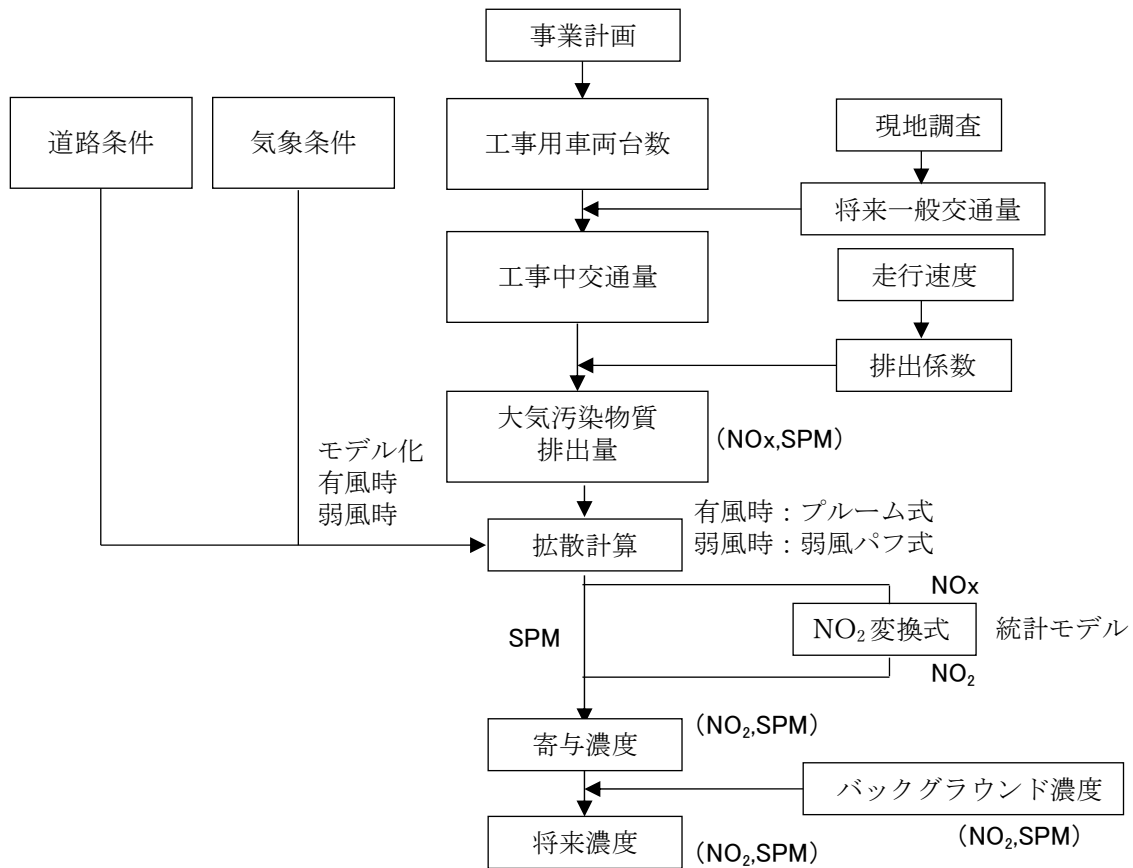 事業計画
道路条件
気象条件
工事用車両台数
現地調査
将来一般交通量
工事中交通量
走行速度
排出係数
大気汚染物質
排出量
（NOx,SPM）
モデル化
有風時
弱風時
拡散計算
有風時：プルーム式
弱風時：弱風パフ式
NOx
SPM
NO₂変換式
統計モデル
NO₂
寄与濃度
（NO₂,SPM）
バックグラウンド濃度
（NO₂,SPM）
将来濃度
（NO₂,SPM）